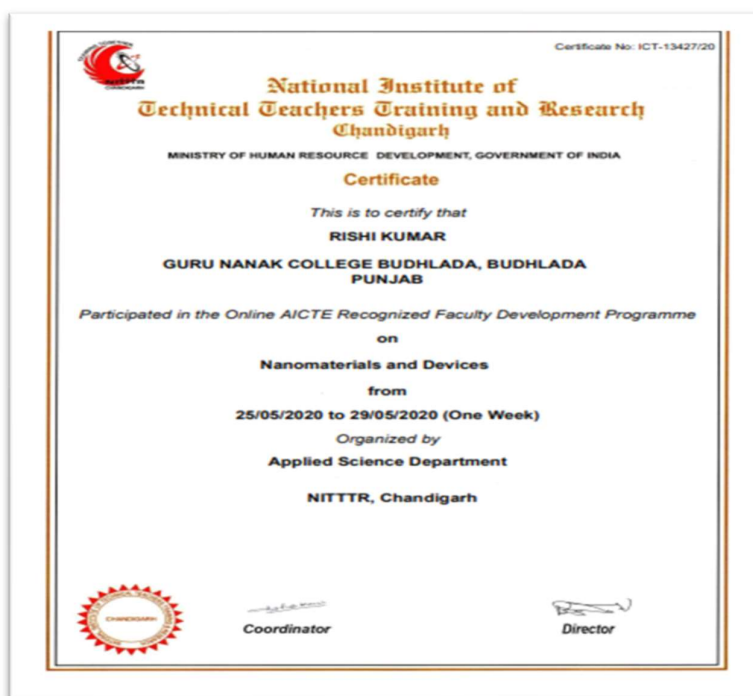 Certificate No: ICT-13427/20
National Institute of
Technical Teachers Training and Research
Chandigarh
MINISTRY OF HUMAN RESOURCE DEVELOPMENT, GOVERNMENT OF INDIA
Certificate
This is to certify that
RISHI KUMAR
GURU NANAK COLLEGE BUDHLADA, BUDHLADA
PUNJAB
Participated in the Online AICTE Recognized Faculty Development Programme
on
Nanomaterials and Devices
from
25/05/2020 to 29/05/2020 (One Week)
Organized by
Applied Science Department
NITTTR, Chandigarh
CHANDIGARH
Coordinator
Director